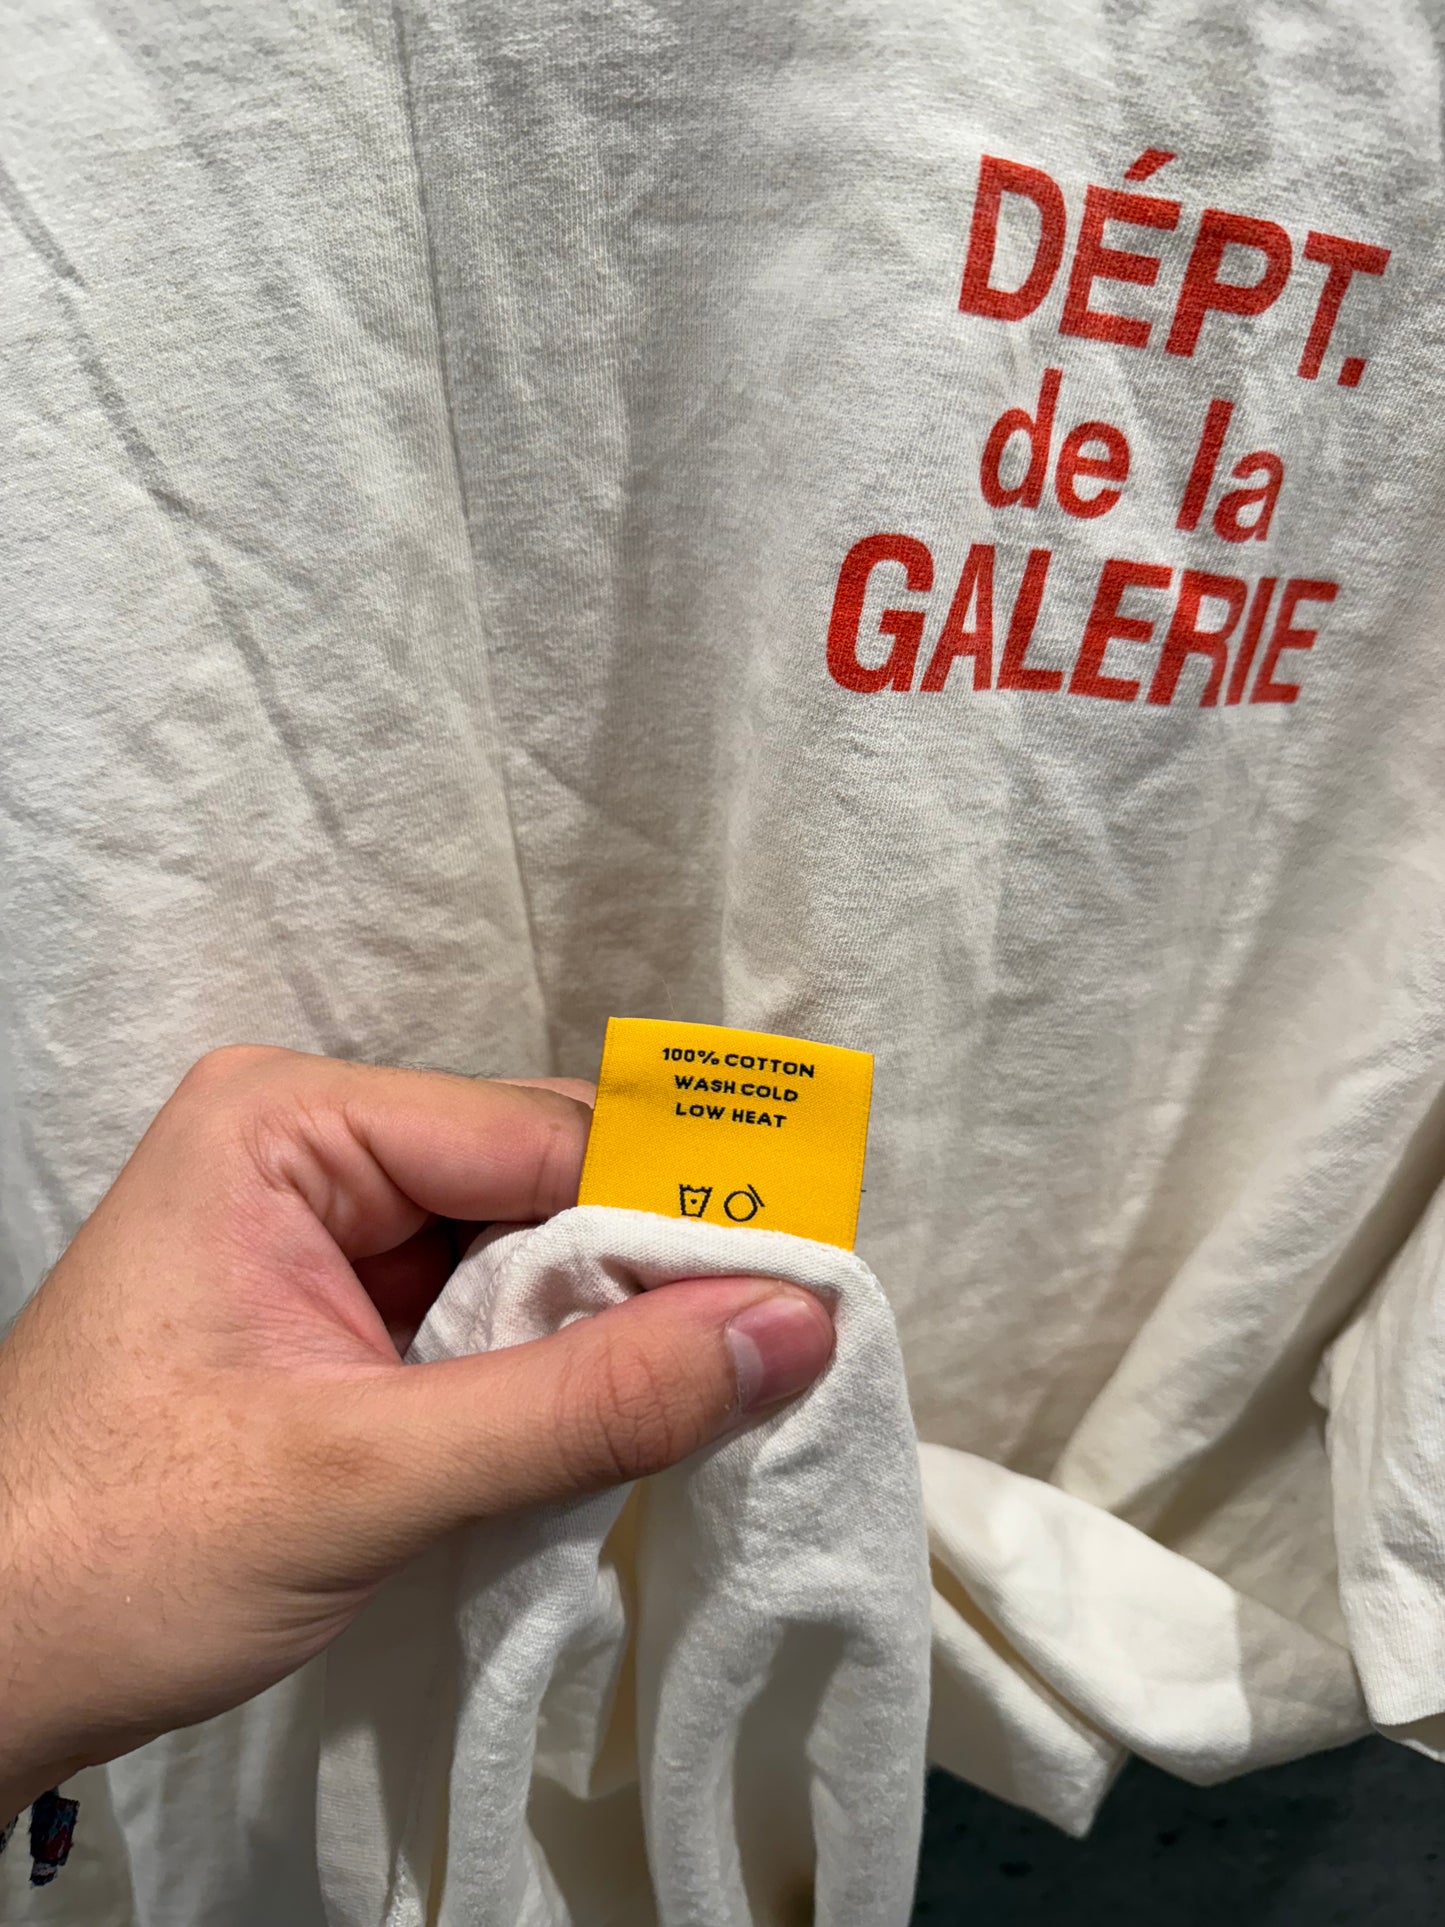 DÉPT.
de la
GALERIE
100% COTTON
WASH COLD
LOW HEAT